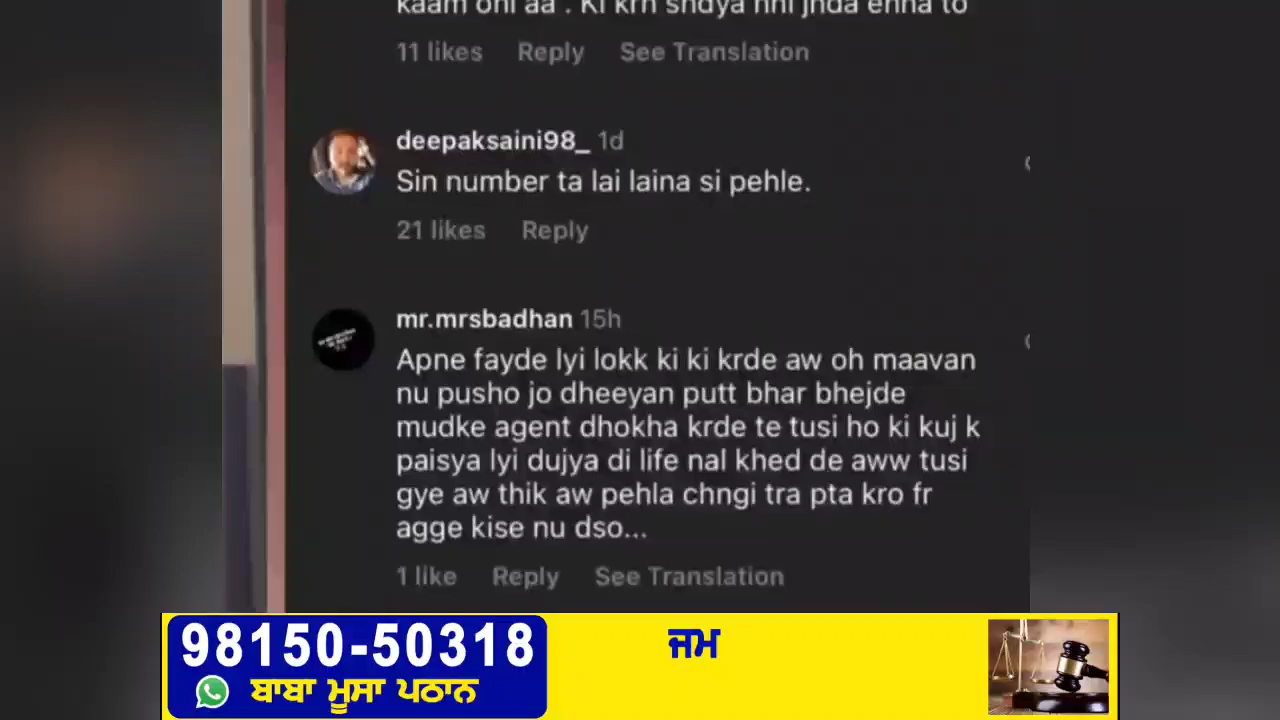 kaam ohi aa . Ki krn shdya nhi jnda ehna to
11 likes Reply See Translation
deepaksaini98_ 1d
Sin number ta lai laina si pehle.
21 likes Reply
mr.mrsbadhan 15h
Apne fayde lyi lokk ki ki krde aw oh maavan
nu pusho jo dheeyan putt bhar bhejde
mudke agent dhokha krde te tusi ho ki kuj k
paisya lyi dujya di life nal khed de aww tusi
gye aw thik aw pehla chngi tra pta kro fr
agge kise nu dso...
1 like Reply See Translation
98150-50318
ਬਾਬਾ ਮੂਸਾ ਪਠਾਨ
ਜਮ